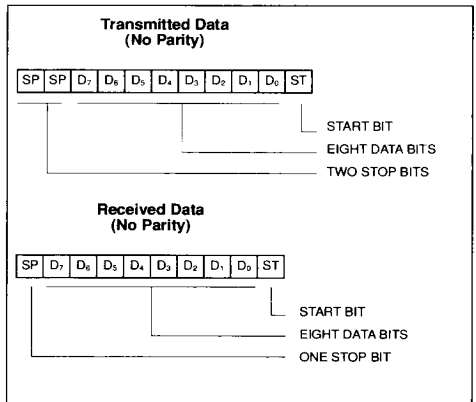 Transmitted Data
(No Parity)
SP SP D₇ D₆ D₅ D₄ D₃ D₂ D₁ D₀ ST
START BIT
EIGHT DATA BITS
TWO STOP BITS
Received Data
(No Parity)
SP D₇ D₆ D₅ D₄ D₃ D₂ D₁ D₀ ST
START BIT
EIGHT DATA BITS
ONE STOP BIT